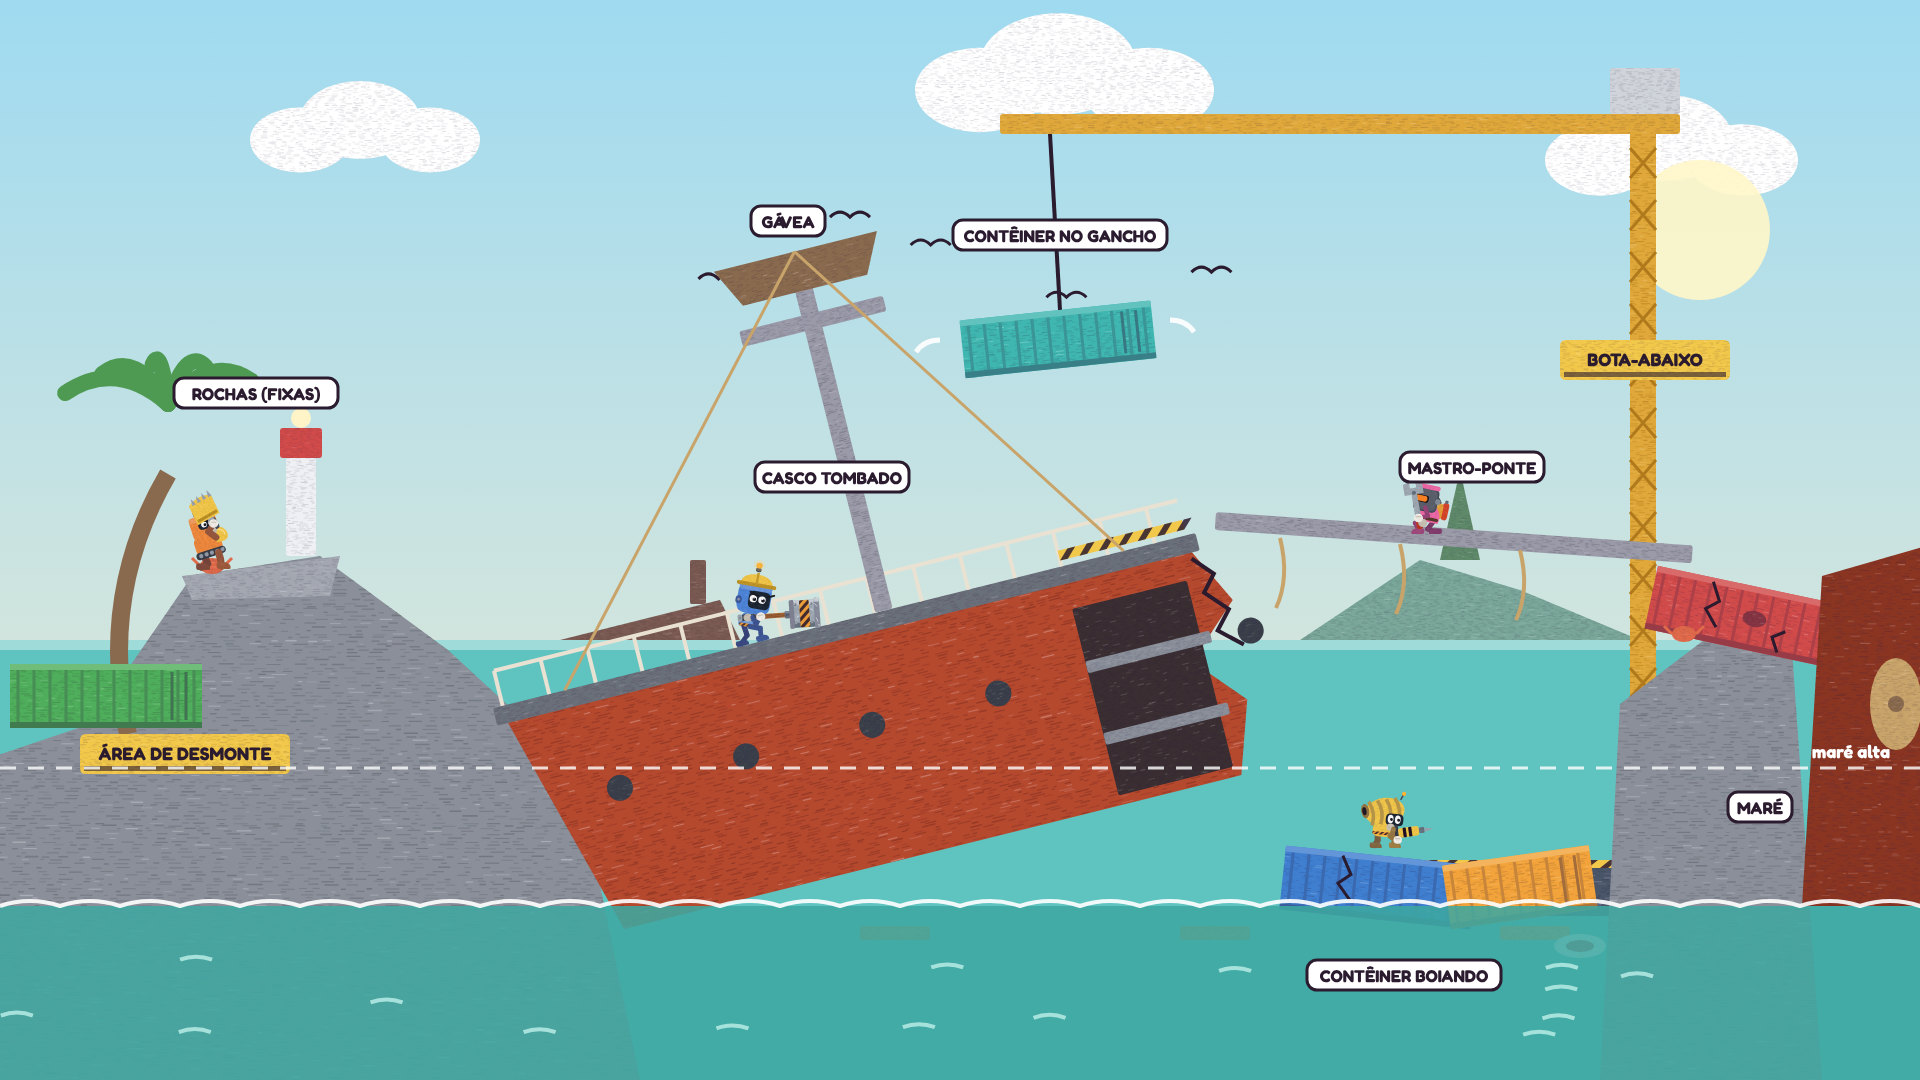 GÁVEA
CONTÊINER NO GANCHO
BOTA-ABAIXO
ROCHAS (FIXAS)
MASTRO-PONTE
CASCO TOMBADO
ÁREA DE DESMONTE
maré alta
MARÉ
CONTÊINER BOIANDO